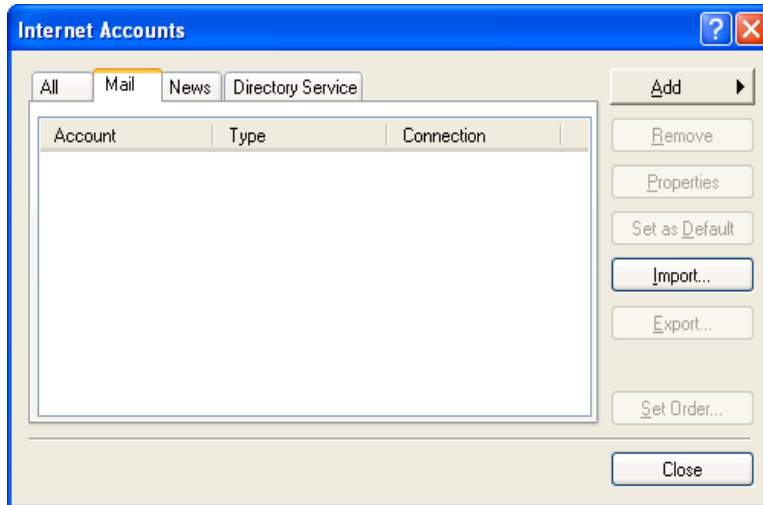 Internet Accounts
All Mail News Directory Service
Add
Account Type Connection
Remove
Properties
Set as Default
Import...
Export...
Set Order...
Close